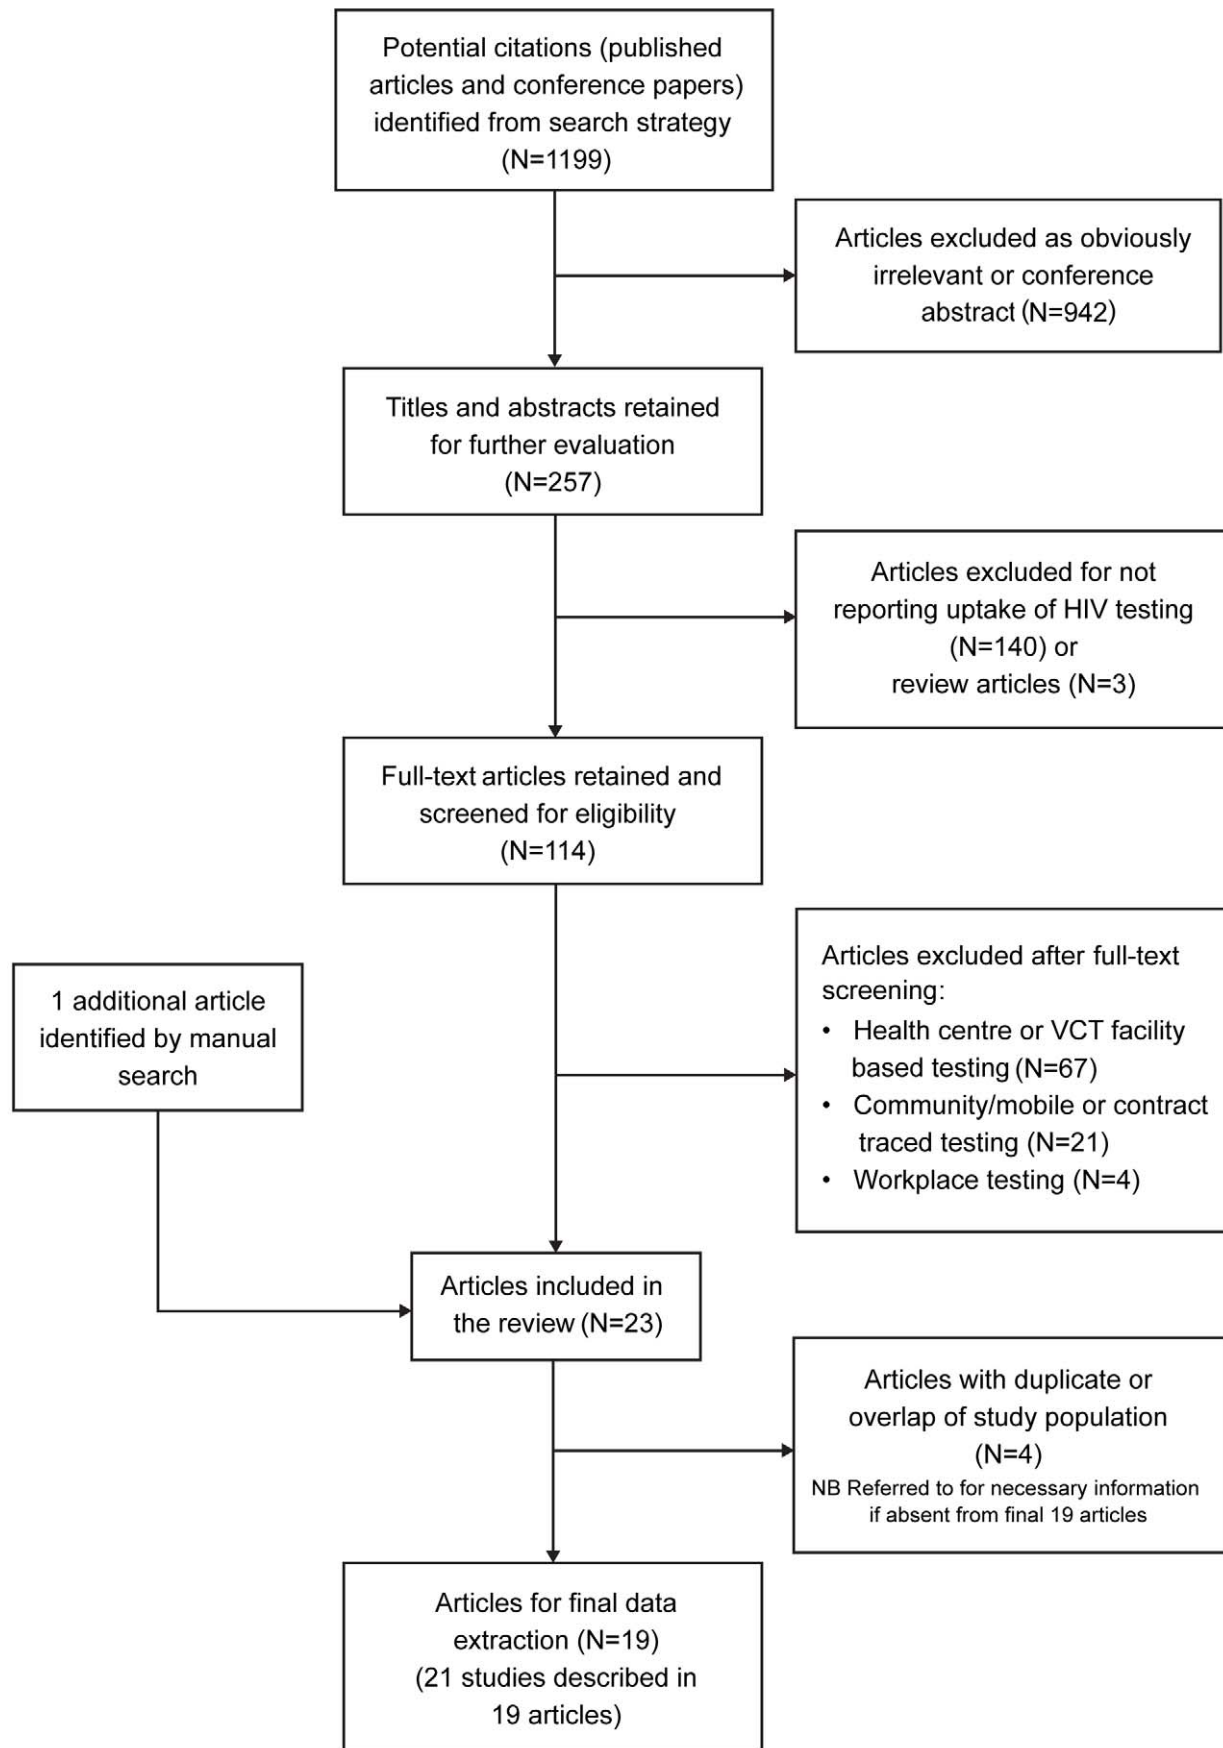 Potential citations (published
articles and conference papers)
identified from search strategy
(N=1199)
Articles excluded as obviously
irrelevant or conference
abstract (N=942)
Titles and abstracts retained
for further evaluation
(N=257)
Articles excluded for not
reporting uptake of HIV testing
(N=140) or
review articles (N=3)
Full-text articles retained and
screened for eligibility
(N=114)
Articles excluded after full-text
screening:
• Health centre or VCT facility
based testing (N=67)
• Community/mobile or contract
traced testing (N=21)
• Workplace testing (N=4)
1 additional article
identified by manual
search
Articles included in
the review (N=23)
Articles with duplicate or
overlap of study population
(N=4)
NB Referred to for necessary information
if absent from final 19 articles
Articles for final data
extraction (N=19)
(21 studies described in
19 articles)